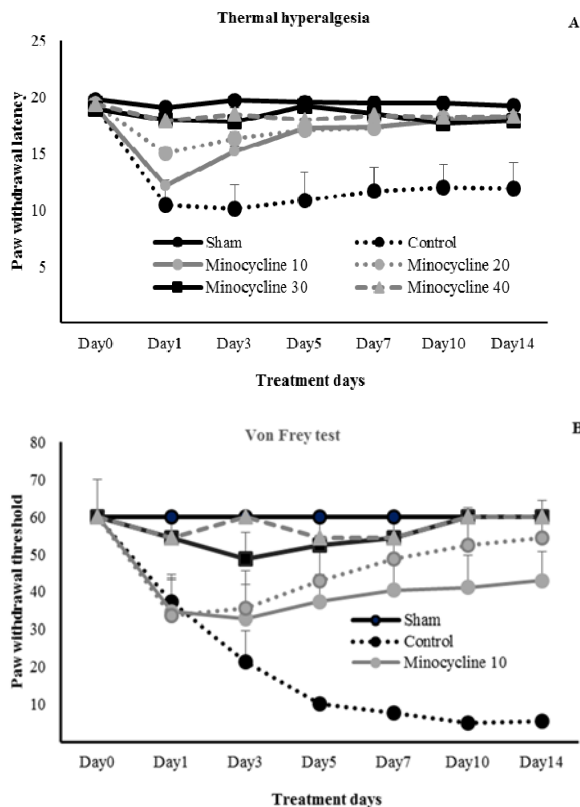 Thermal hyperalgesia
A
25
20
15
10
5
Paw withdrawal latency
Sham
Control
Minocycline 10
Minocycline 20
Minocycline 30
Minocycline 40
Day0 Day1 Day3 Day5 Day7 Day10 Day14
Treatment days
B
Von Frey test
80
70
60
50
40
30
20
10
Paw withdrawal threshold
Sham
Control
Minocycline 10
Day0 Day1 Day3 Day5 Day7 Day10 Day14
Treatment days